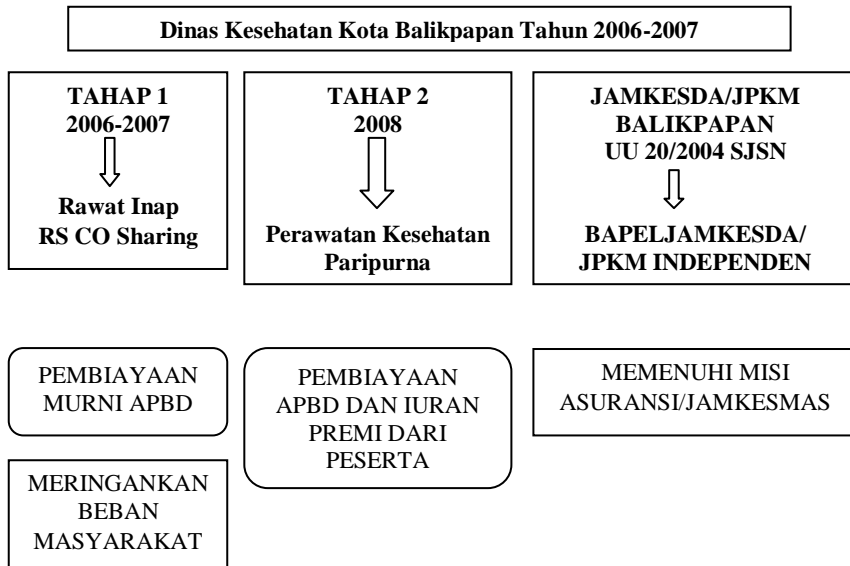 Dinas Kesehatan Kota Balikpapan Tahun 2006-2007
TAHAP 1
2006-2007
Rawat Inap
RS CO Sharing
TAHAP 2
2008
Perawatan Kesehatan
Paripurna
JAMKESDA/JPKM
BALIKPAPAN
UU 20/2004 SJSN
BAPELJAMKESDA/
JPKM INDEPENDEN
PEMBIAYAAN
MURNI APBD
PEMBIAYAAN
APBD DAN IURAN
PREMI DARI
PESERTA
MEMENUHI MISI
ASURANSI/JAMKESMAS
MERINGANKAN
BEBAN
MASYARAKAT